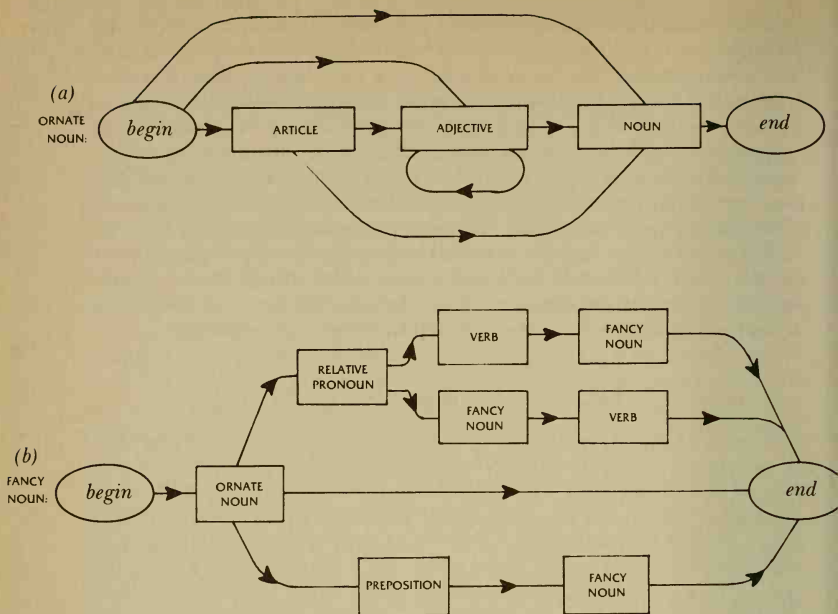 (a)
ORNATE
NOUN:
begin
ARTICLE
ADJECTIVE
NOUN
end
(b)
FANCY
NOUN:
begin
ORNATE
NOUN
RELATIVE
PRONOUN
VERB
FANCY
NOUN
FANCY
NOUN
VERB
PREPOSITION
FANCY
NOUN
end